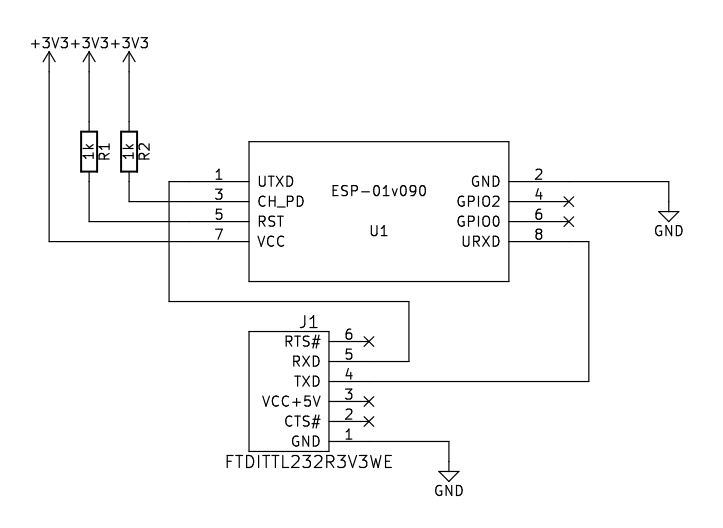 +3V3 +3V3 +3V3
1k R1 1k R2
ESP-01v090
U1
1 UTXD
3 CH_PD
5 RST
7 VCC
GND 2
GPIO2 4
GPIO0 6
URXD 8
GND
J1
RTS# 6
RXD 5
TXD 4
VCC+5V 3
CTS# 2
GND 1
FTDITTL232R3V3WE
GND